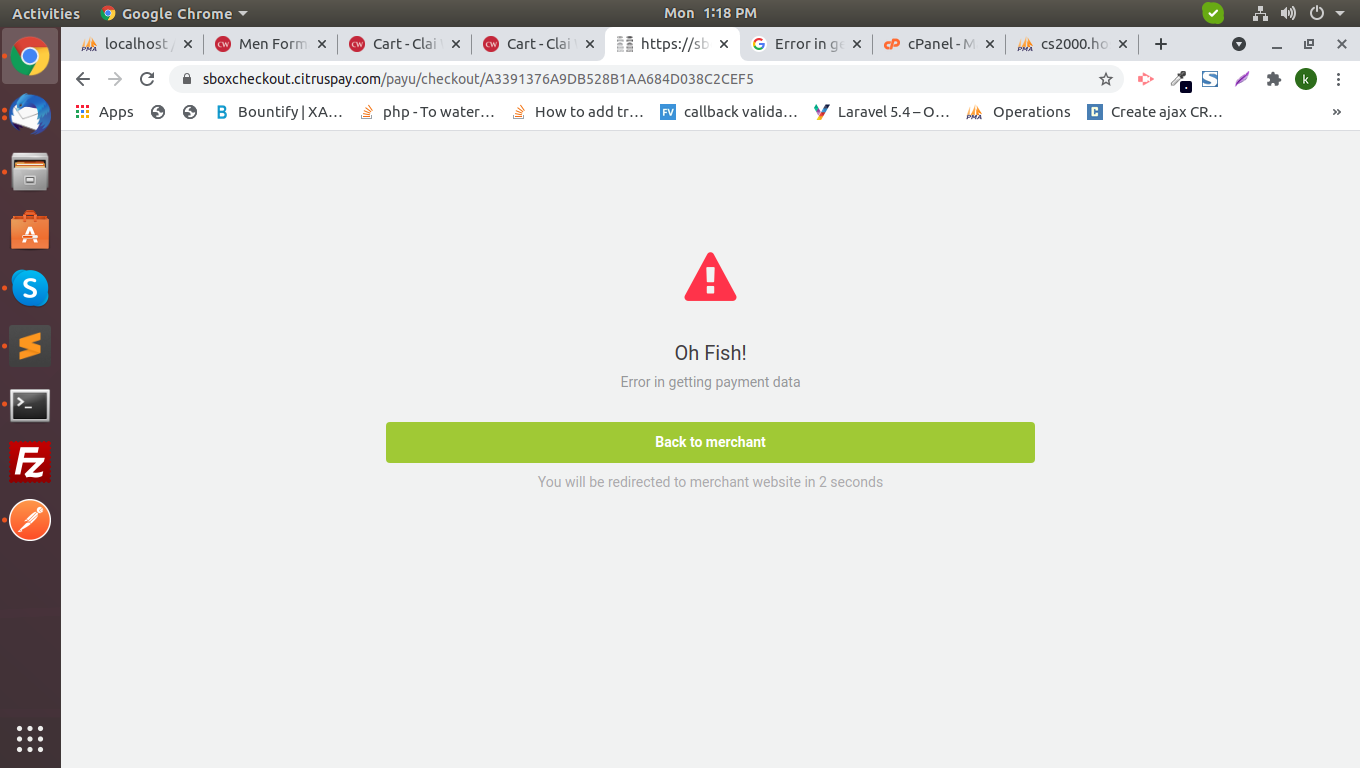 Activities Google Chrome Mon 1:18 PM
localhost / Men Form Cart - Clai Cart - Clai https://sb Error in ge cPanel - M cs2000.ho
sboxcheckout.citruspay.com/payu/checkout/A3391376A9DB528B1AA684D038C2CEF5 k
Apps Bountify | XA... php - To water... How to add tr... callback valida... Laravel 5.4 – O... Operations Create ajax CR... »
Oh Fish!
Error in getting payment data
Back to merchant
You will be redirected to merchant website in 2 seconds